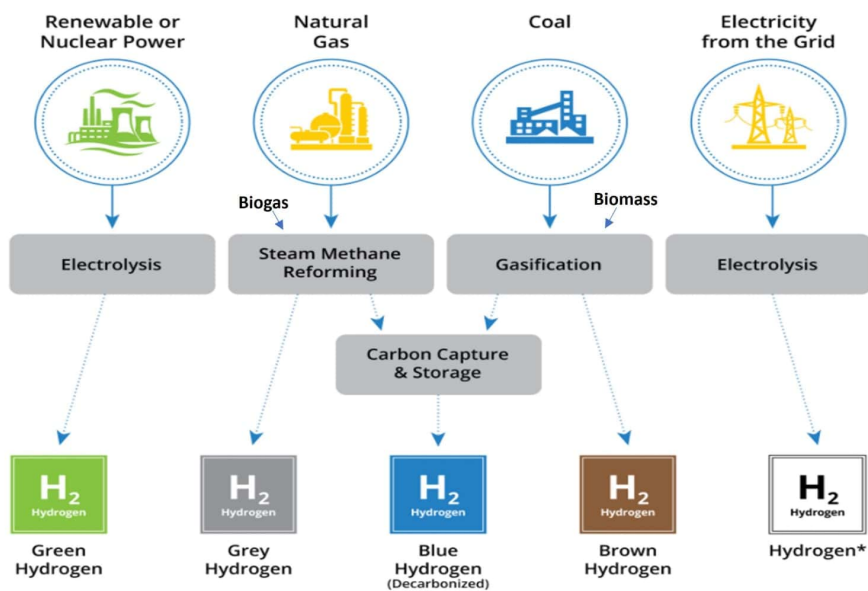 Renewable or
Nuclear Power
Natural
Gas
Coal
Electricity
from the Grid
Biogas
Biomass
Electrolysis
Steam Methane
Reforming
Gasification
Electrolysis
Carbon Capture
& Storage
H2
Hydrogen
H2
Hydrogen
H2
Hydrogen
H2
Hydrogen
H2
Hydrogen
Green
Hydrogen
Grey
Hydrogen
Blue
Hydrogen
(Decarbonized)
Brown
Hydrogen
Hydrogen*